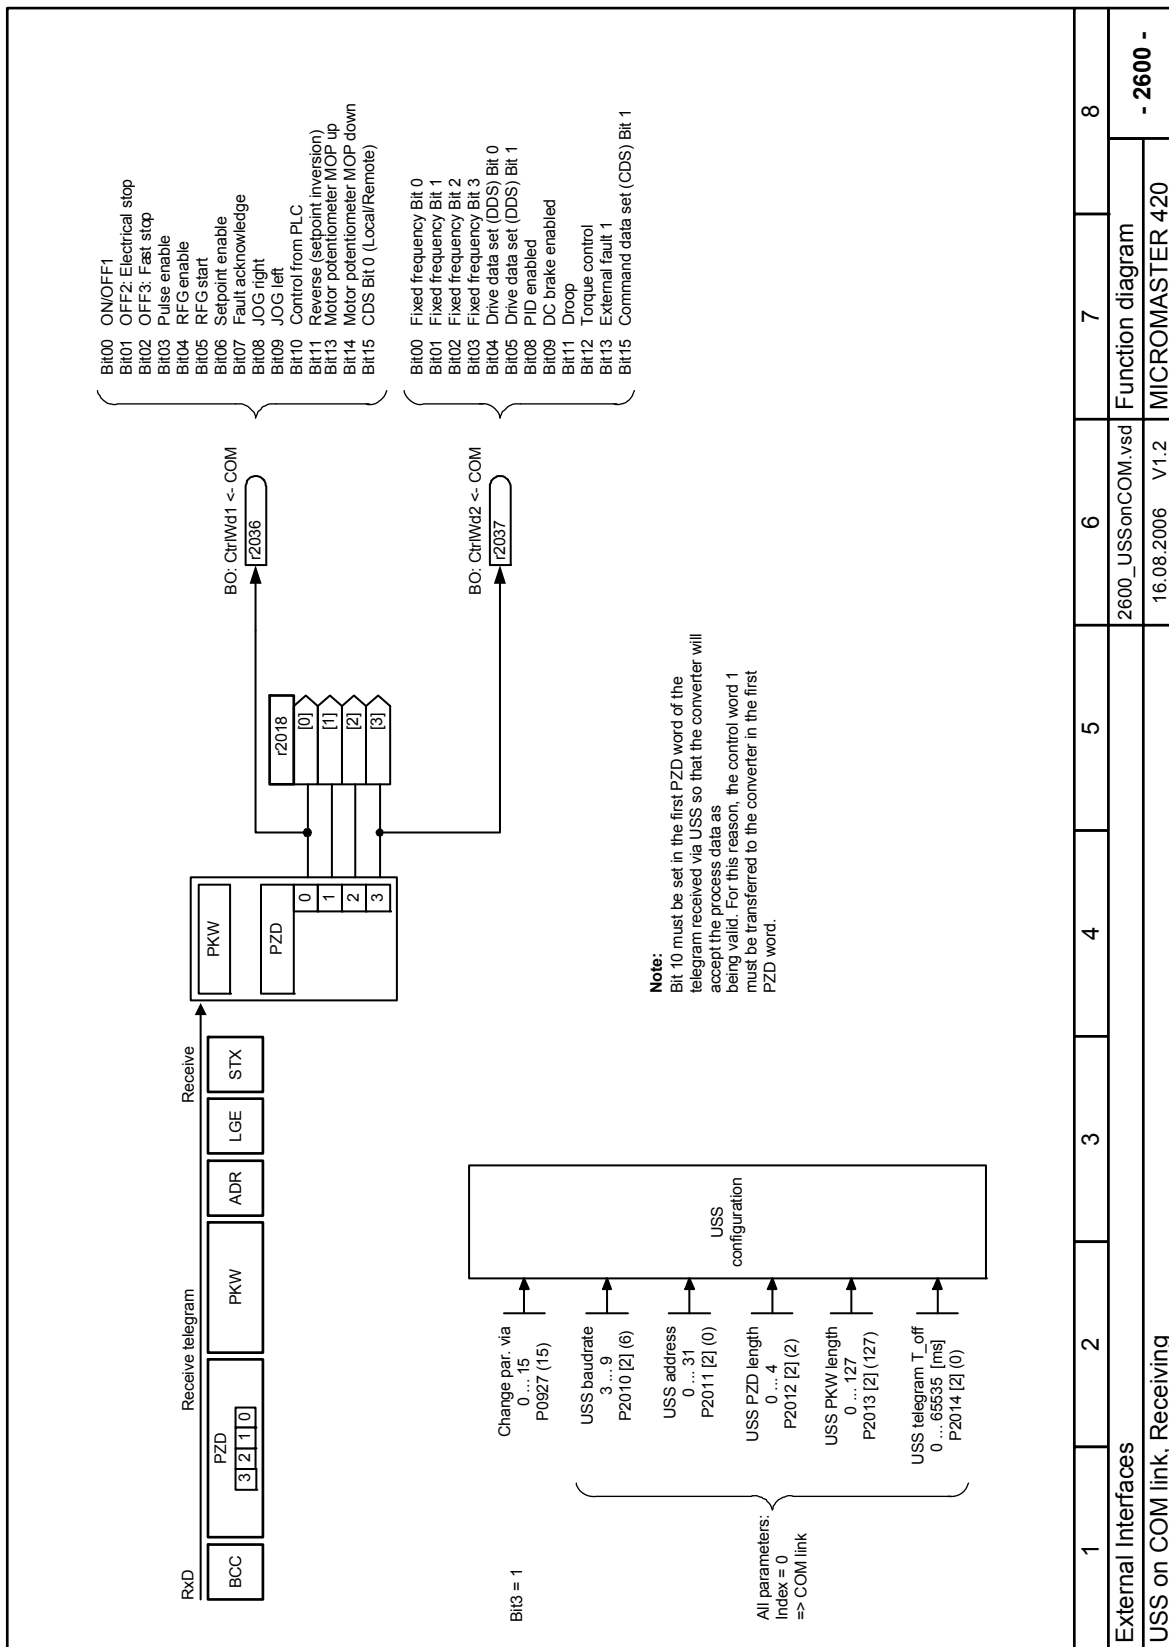 RxD
Receive telegram
Receive
BCC
PZD
3 2 1 0
PKW
ADR
LGE
STX
PKW
PZD
0
1
2
3
r2018
[0]
[1]
[2]
[3]
BO: CtrlWd1 <- COM
r2036
BO: CtrlWd2 <- COM
r2037
Bit00 ON/OFF1
Bit01 OFF2: Electrical stop
Bit02 OFF3: Fast stop
Bit03 Pulse enable
Bit04 RFG enable
Bit05 RFG start
Bit06 Setpoint enable
Bit07 Fault acknowledge
Bit08 JOG right
Bit09 JOG left
Bit10 Control from PLC
Bit11 Reverse (setpoint inversion)
Bit13 Motor potentiometer MOP up
Bit14 Motor potentiometer MOP down
Bit15 CDS Bit 0 (Local/Remote)
Bit00 Fixed frequency Bit 0
Bit01 Fixed frequency Bit 1
Bit02 Fixed frequency Bit 2
Bit03 Fixed frequency Bit 3
Bit04 Drive data set (DDS) Bit 0
Bit05 Drive data set (DDS) Bit 1
Bit08 PID enabled
Bit09 DC brake enabled
Bit11 Droop
Bit12 Torque control
Bit13 External fault 1
Bit15 Command data set (CDS) Bit 1
Bit3 = 1
Change par. via
0 ... 15
P0927 (15)
USS baudrate
3 ... 9
P2010 [2] (6)
USS address
0 ... 31
P2011 [2] (0)
USS PZD length
0 ... 4
P2012 [2] (2)
USS PKW length
0 ... 127
P2013 [2] (127)
USS telegram T_off
0 ... 65535 [ms]
P2014 [2] (0)
All parameters:
Index = 0
=> COM link
USS
configuration
Note:
Bit 10 must be set in the first PZD word of the
telegram received via USS so that the converter will
accept the process data as
being valid. For this reason, the control word 1
must be transferred to the converter in the first
PZD word.
1 2 3 4 5 6 7 8
External Interfaces
2600_USSonCOM.vsd
Function diagram
- 2600 -
USS on COM link, Receiving
16.08.2006 V1.2
MICROMASTER 420